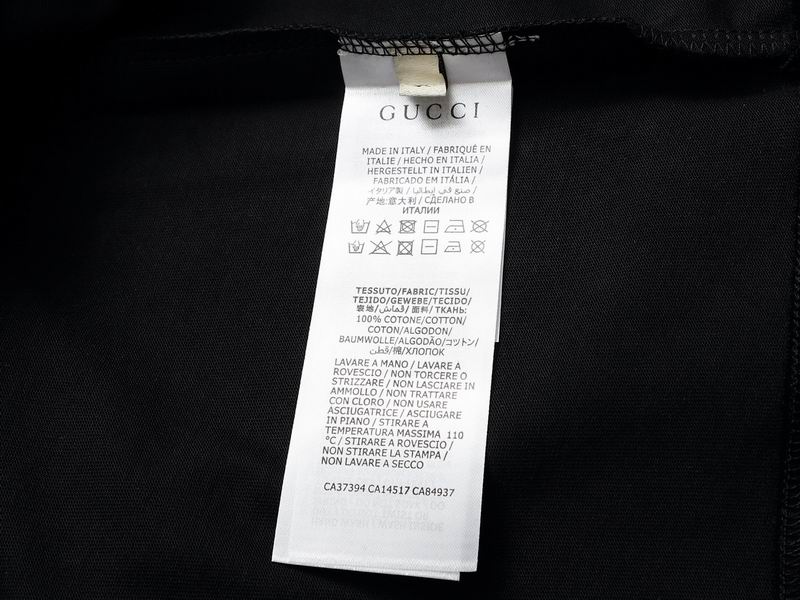 GUCCI
MADE IN ITALY / FABRIQUÉ EN
ITALIE / HECHO EN ITALIA /
HERGESTELLT IN ITALIEN /
FABRICADO EM ITÁLIA /
イタリア製 / صنع في إيطاليا /
产地:意大利 / СДЕЛАНО В
ИТАЛИИ
TESSUTO/FABRIC/TISSU/
TEJIDO/GEWEBE/TECIDO/
表地/قماش/ 面料/ ТКАНЬ:
100% COTONE/COTTON/
COTON/ALGODON/
BAUMWOLLE/ALGODÃO/コットン/
قطن/棉/ХЛОПОК
LAVARE A MANO / LAVARE A
ROVESCIO / NON TORCERE O
STRIZZARE / NON LASCIARE IN
AMMOLLO / NON TRATTARE
CON CLORO / NON USARE
ASCIUGATRICE / ASCIUGARE
IN PIANO / STIRARE A
TEMPERATURA MASSIMA 110
°C / STIRARE A ROVESCIO /
NON STIRARE LA STAMPA /
NON LAVARE A SECCO
CA37394 CA14517 CA84937